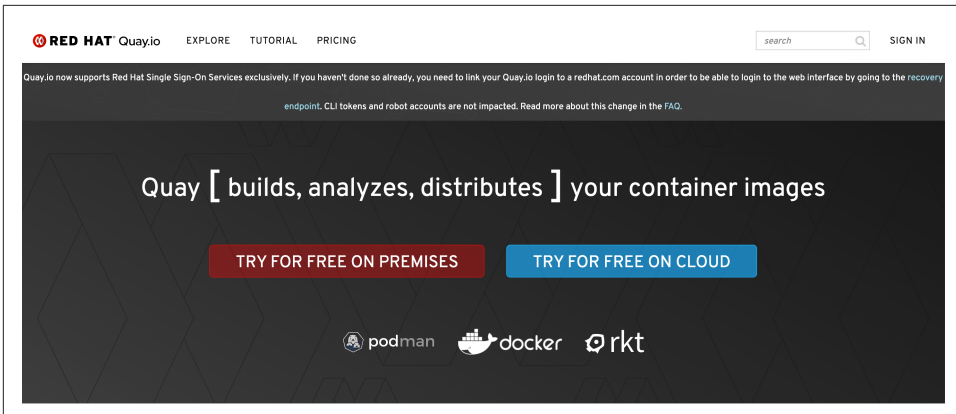 RED HAT® Quay.io EXPLORE TUTORIAL PRICING search SIGN IN
Quay.io now supports Red Hat Single Sign-On Services exclusively. If you haven't done so already, you need to link your Quay.io login to a redhat.com account in order to be able to login to the web interface by going to the recovery
endpoint. CLI tokens and robot accounts are not impacted. Read more about this change in the FAQ.
Quay [ builds, analyzes, distributes ] your container images
TRY FOR FREE ON PREMISES TRY FOR FREE ON CLOUD
podman docker rkt